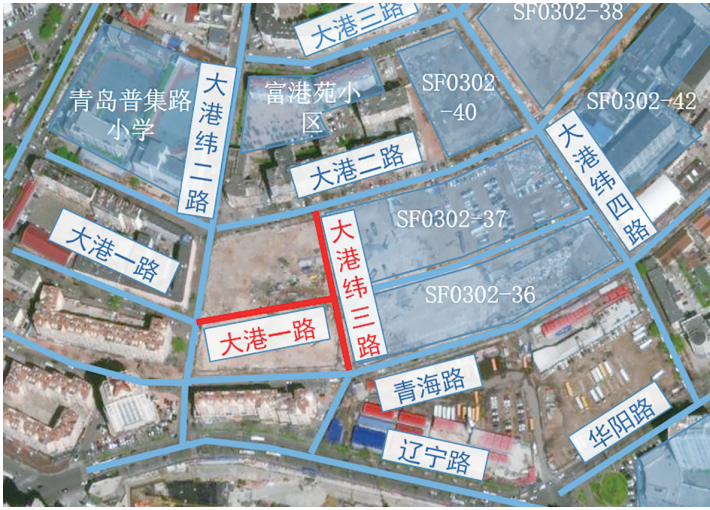 SF0302-38
大港三路
SF0302
-40
富港苑小
区
青岛普集路
小学
大港纬二路
SF0302-42
大港二路
大港纬四路
SF0302-37
大港一路
大港纬三路
SF0302-36
大港一路
青海路
华阳路
辽宁路